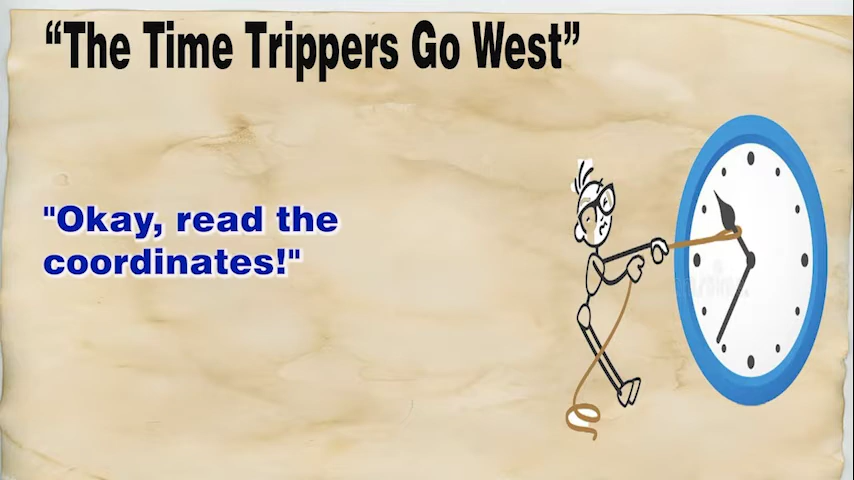 “The Time Trippers Go West”
"Okay, read the
coordinates!"